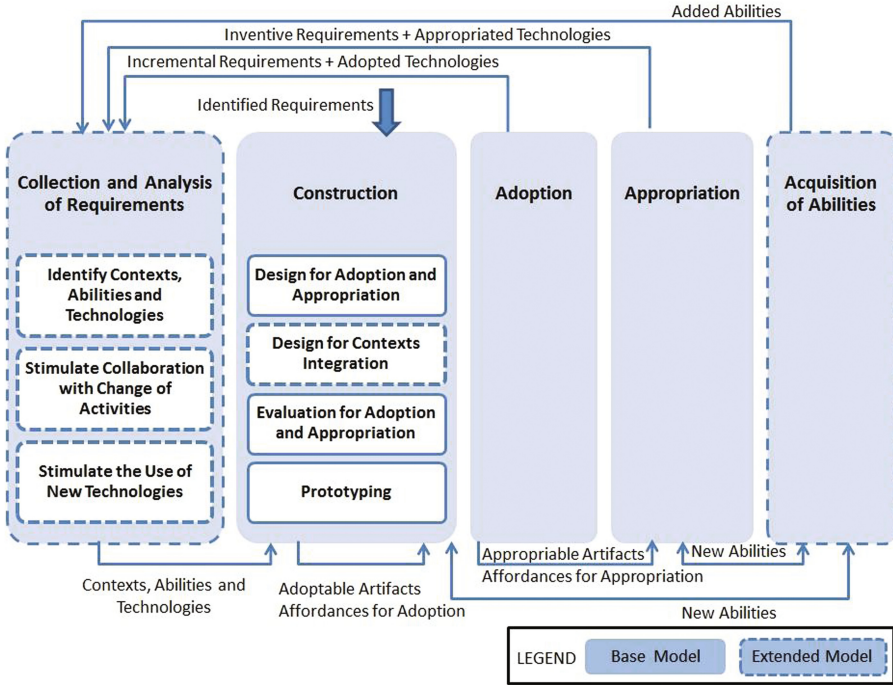 Added Abilities
Inventive Requirements + Appropriated Technologies
Incremental Requirements + Adopted Technologies
Identified Requirements
Collection and Analysis
of Requirements
Identify Contexts,
Abilities and
Technologies
Stimulate Collaboration
with Change of
Activities
Stimulate the Use of
New Technologies
Construction
Design for Adoption and
Appropriation
Design for Contexts
Integration
Evaluation for Adoption
and Appropriation
Prototyping
Adoption
Appropriation
Acquisition
of Abilities
Contexts, Abilities and
Technologies
Adoptable Artifacts
Affordances for Adoption
Appropriable Artifacts
Affordances for Appropriation
New Abilities
New Abilities
LEGEND
Base Model
Extended Model